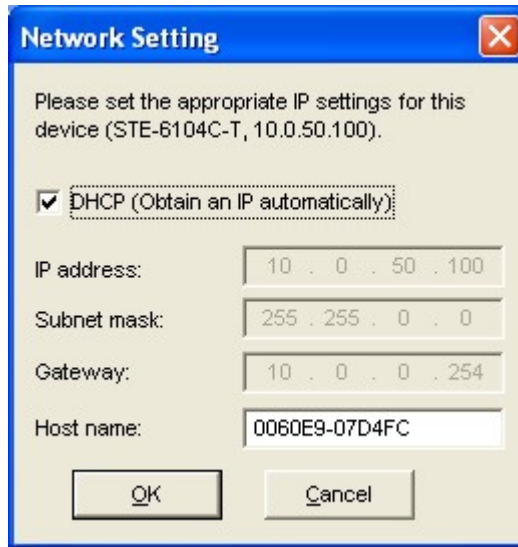 Network Setting
Please set the appropriate IP settings for this
device (STE-6104C-T, 10.0.50.100).
DHCP (Obtain an IP automatically)
IP address: 10 . 0 . 50 . 100
Subnet mask: 255 . 255 . 0 . 0
Gateway: 10 . 0 . 0 . 254
Host name: 0060E9-07D4FC
OK Cancel